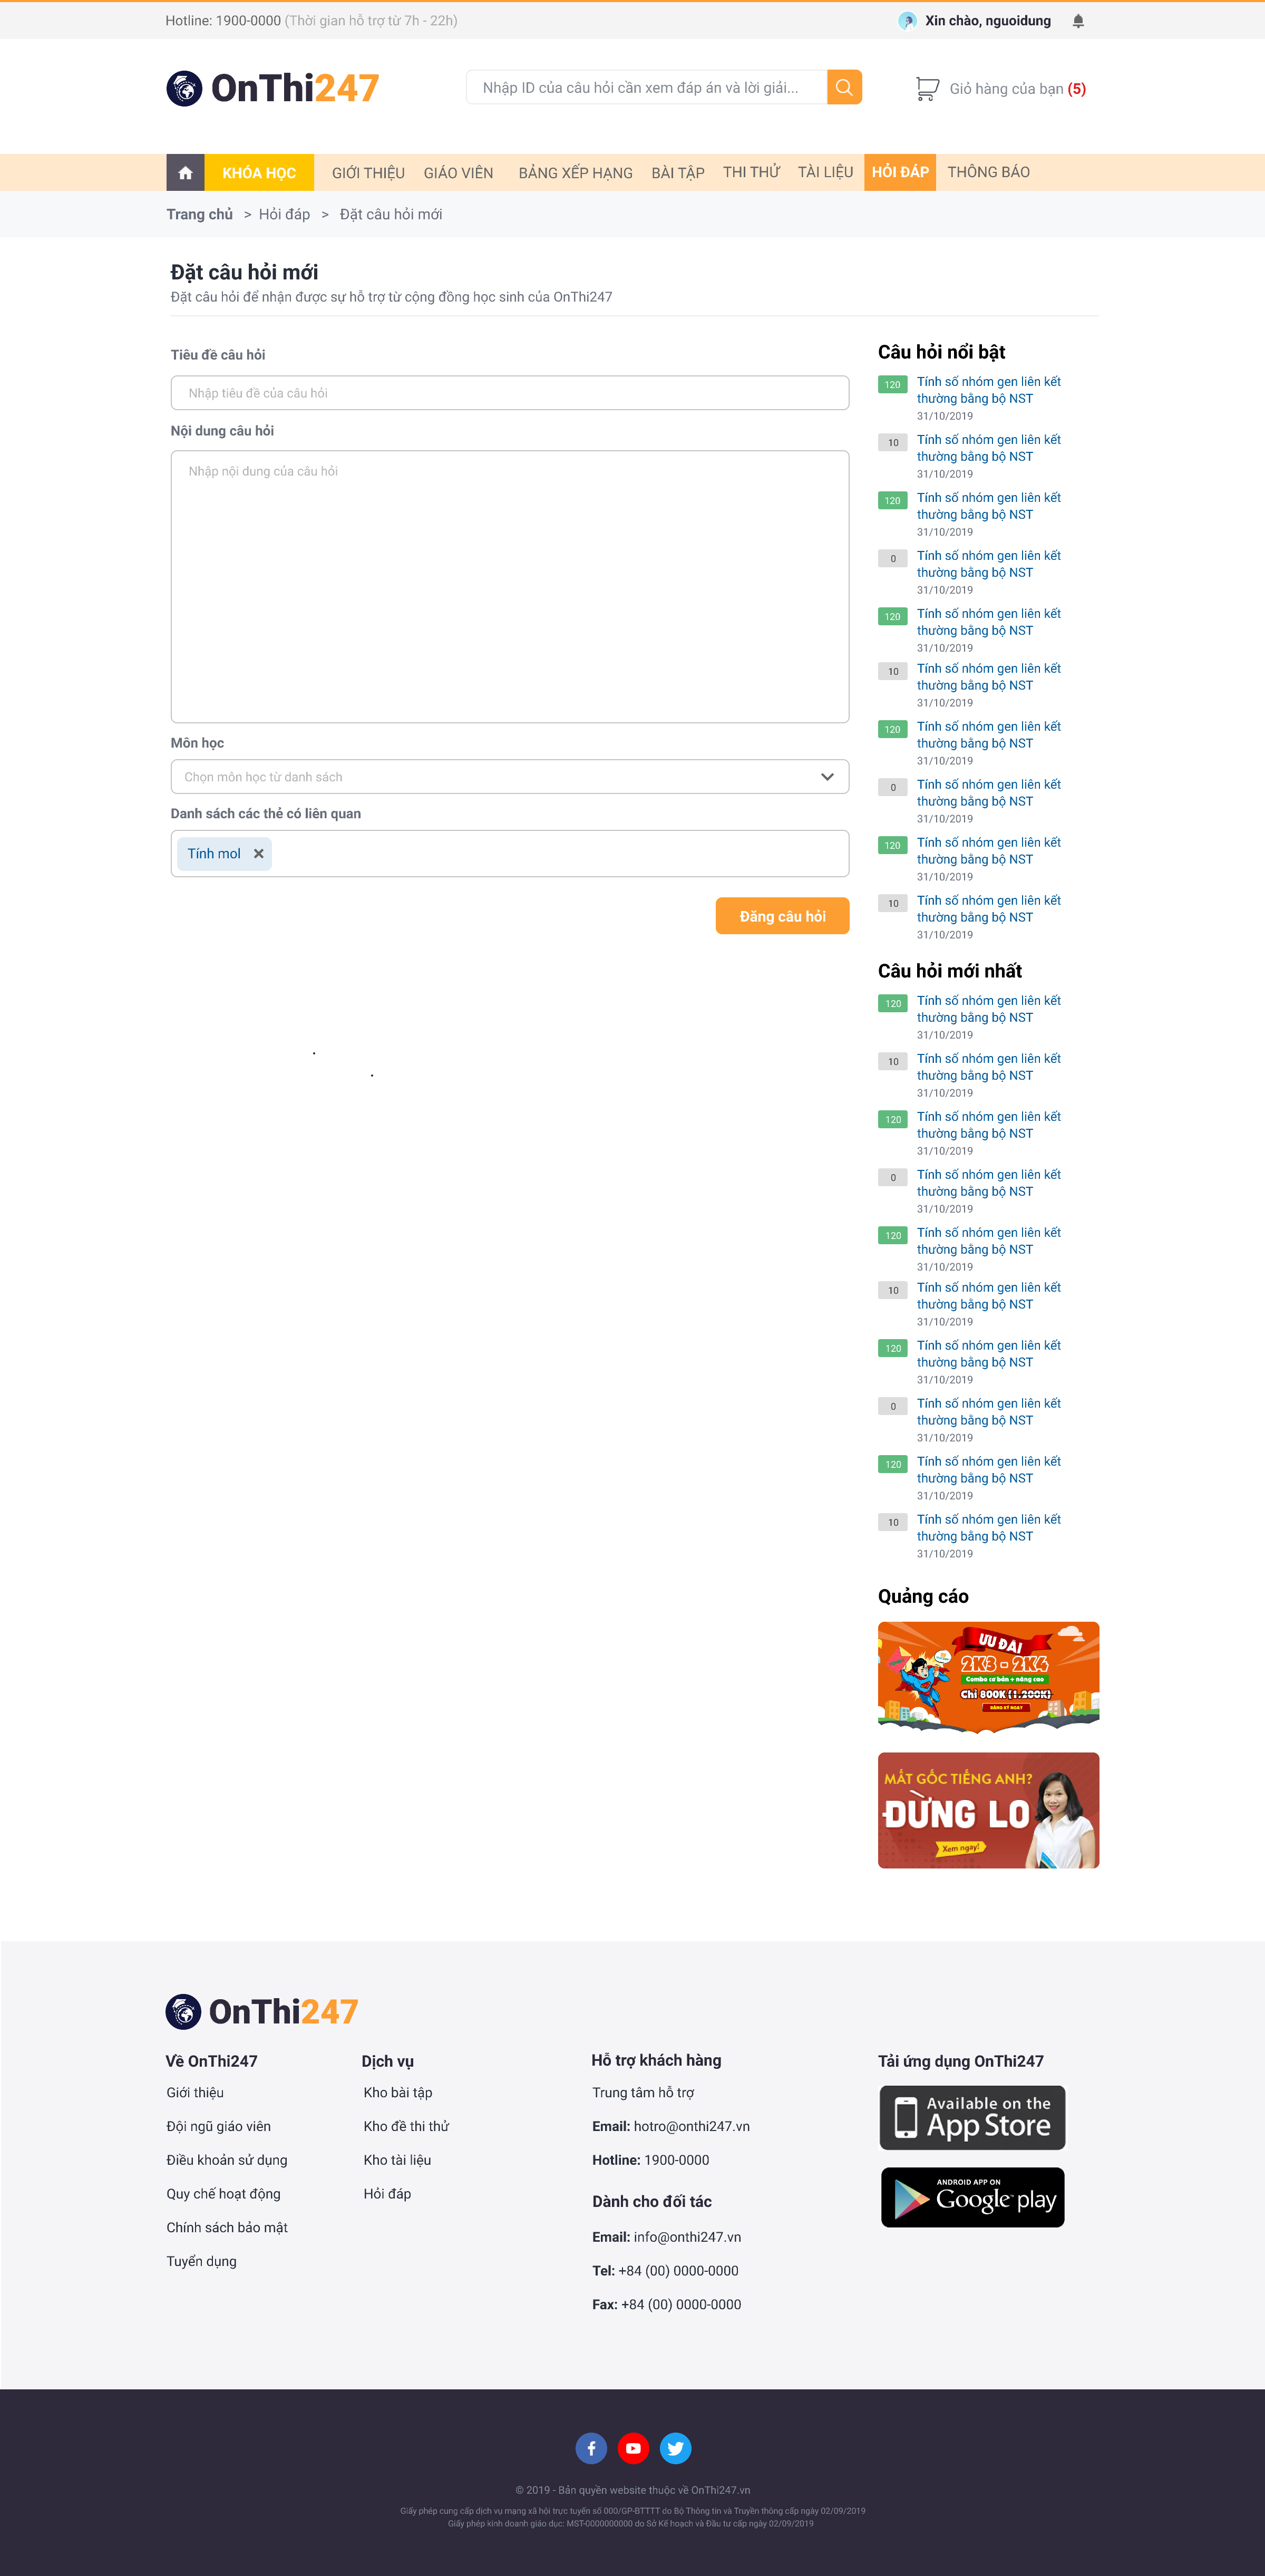 Hotline: 1900-0000 (Thời gian hỗ trợ từ 7h - 22h)
Xin chào, nguoidung
OnThi247
Nhập ID của câu hỏi cần xem đáp án và lời giải...
Giỏ hàng của bạn (5)
KHÓA HỌC GIỚI THIỆU GIÁO VIÊN BẢNG XẾP HẠNG BÀI TẬP THI THỬ TÀI LIỆU HỎI ĐÁP THÔNG BÁO
Trang chủ > Hỏi đáp > Đặt câu hỏi mới
Đặt câu hỏi mới
Đặt câu hỏi để nhận được sự hỗ trợ từ cộng đồng học sinh của OnThi247
Tiêu đề câu hỏi
Nhập tiêu đề của câu hỏi
Nội dung câu hỏi
Nhập nội dung của câu hỏi
Môn học
Chọn môn học từ danh sách
Danh sách các thẻ có liên quan
Tính mol
Đăng câu hỏi
Câu hỏi nổi bật
120 Tính số nhóm gen liên kết
thường bằng bộ NST
31/10/2019
10 Tính số nhóm gen liên kết
thường bằng bộ NST
31/10/2019
120 Tính số nhóm gen liên kết
thường bằng bộ NST
31/10/2019
0 Tính số nhóm gen liên kết
thường bằng bộ NST
31/10/2019
120 Tính số nhóm gen liên kết
thường bằng bộ NST
31/10/2019
10 Tính số nhóm gen liên kết
thường bằng bộ NST
31/10/2019
120 Tính số nhóm gen liên kết
thường bằng bộ NST
31/10/2019
0 Tính số nhóm gen liên kết
thường bằng bộ NST
31/10/2019
120 Tính số nhóm gen liên kết
thường bằng bộ NST
31/10/2019
10 Tính số nhóm gen liên kết
thường bằng bộ NST
31/10/2019
Câu hỏi mới nhất
120 Tính số nhóm gen liên kết
thường bằng bộ NST
31/10/2019
10 Tính số nhóm gen liên kết
thường bằng bộ NST
31/10/2019
120 Tính số nhóm gen liên kết
thường bằng bộ NST
31/10/2019
0 Tính số nhóm gen liên kết
thường bằng bộ NST
31/10/2019
120 Tính số nhóm gen liên kết
thường bằng bộ NST
31/10/2019
10 Tính số nhóm gen liên kết
thường bằng bộ NST
31/10/2019
120 Tính số nhóm gen liên kết
thường bằng bộ NST
31/10/2019
0 Tính số nhóm gen liên kết
thường bằng bộ NST
31/10/2019
120 Tính số nhóm gen liên kết
thường bằng bộ NST
31/10/2019
10 Tính số nhóm gen liên kết
thường bằng bộ NST
31/10/2019
Quảng cáo
ƯU ĐÃI
2K3 - 2K4
Combo cơ bản + nâng cao
Chỉ 800K (1.200K)
ĐĂNG KÝ NGAY
MẤT GỐC TIẾNG ANH?
ĐỪNG LO
Xem ngay!
OnThi247
Về OnThi247
Giới thiệu
Đội ngũ giáo viên
Điều khoản sử dụng
Quy chế hoạt động
Chính sách bảo mật
Tuyển dụng
Dịch vụ
Kho bài tập
Kho đề thi thử
Kho tài liệu
Hỏi đáp
Hỗ trợ khách hàng
Trung tâm hỗ trợ
Email: hotro@onthi247.vn
Hotline: 1900-0000
Dành cho đối tác
Email: info@onthi247.vn
Tel: +84 (00) 0000-0000
Fax: +84 (00) 0000-0000
Tải ứng dụng OnThi247
Available on the
App Store
ANDROID APP ON
Google play
© 2019 - Bản quyền website thuộc về OnThi247.vn
Giấy phép cung cấp dịch vụ mạng xã hội trực tuyến số 000/GP-BTTTT do Bộ Thông tin và Truyền thông cấp ngày 02/09/2019
Giấy phép kinh doanh giáo dục: MST-0000000000 do Sở Kế hoạch và Đầu tư cấp ngày 02/09/2019